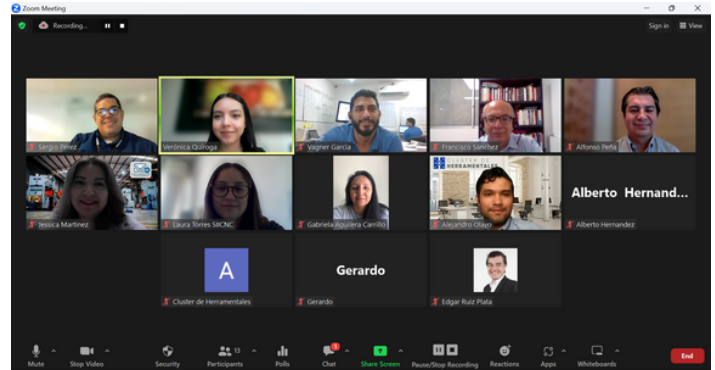 Zoom Meeting
Recording...
Sign in
View
Sergio Pérez
Verónica Quiroga
Vagner Garcia
Francisco Sánchez
Alfonso Peña
CLUSTER DE
HERRAMENTALES
Alberto Hernand...
Jessica Martinez
Laura Torres SIICNC
Gabriela Aguilera Carrillo
Alejandro Olayo
Alberto Hernandez
A
Gerardo
Cluster de Herramentales
Gerardo
Edgar Ruiz Plata
13
1
Mute
Stop Video
Security
Participants
Polls
Chat
Share Screen
Pause/Stop Recording
Reactions
Apps
Whiteboards
End